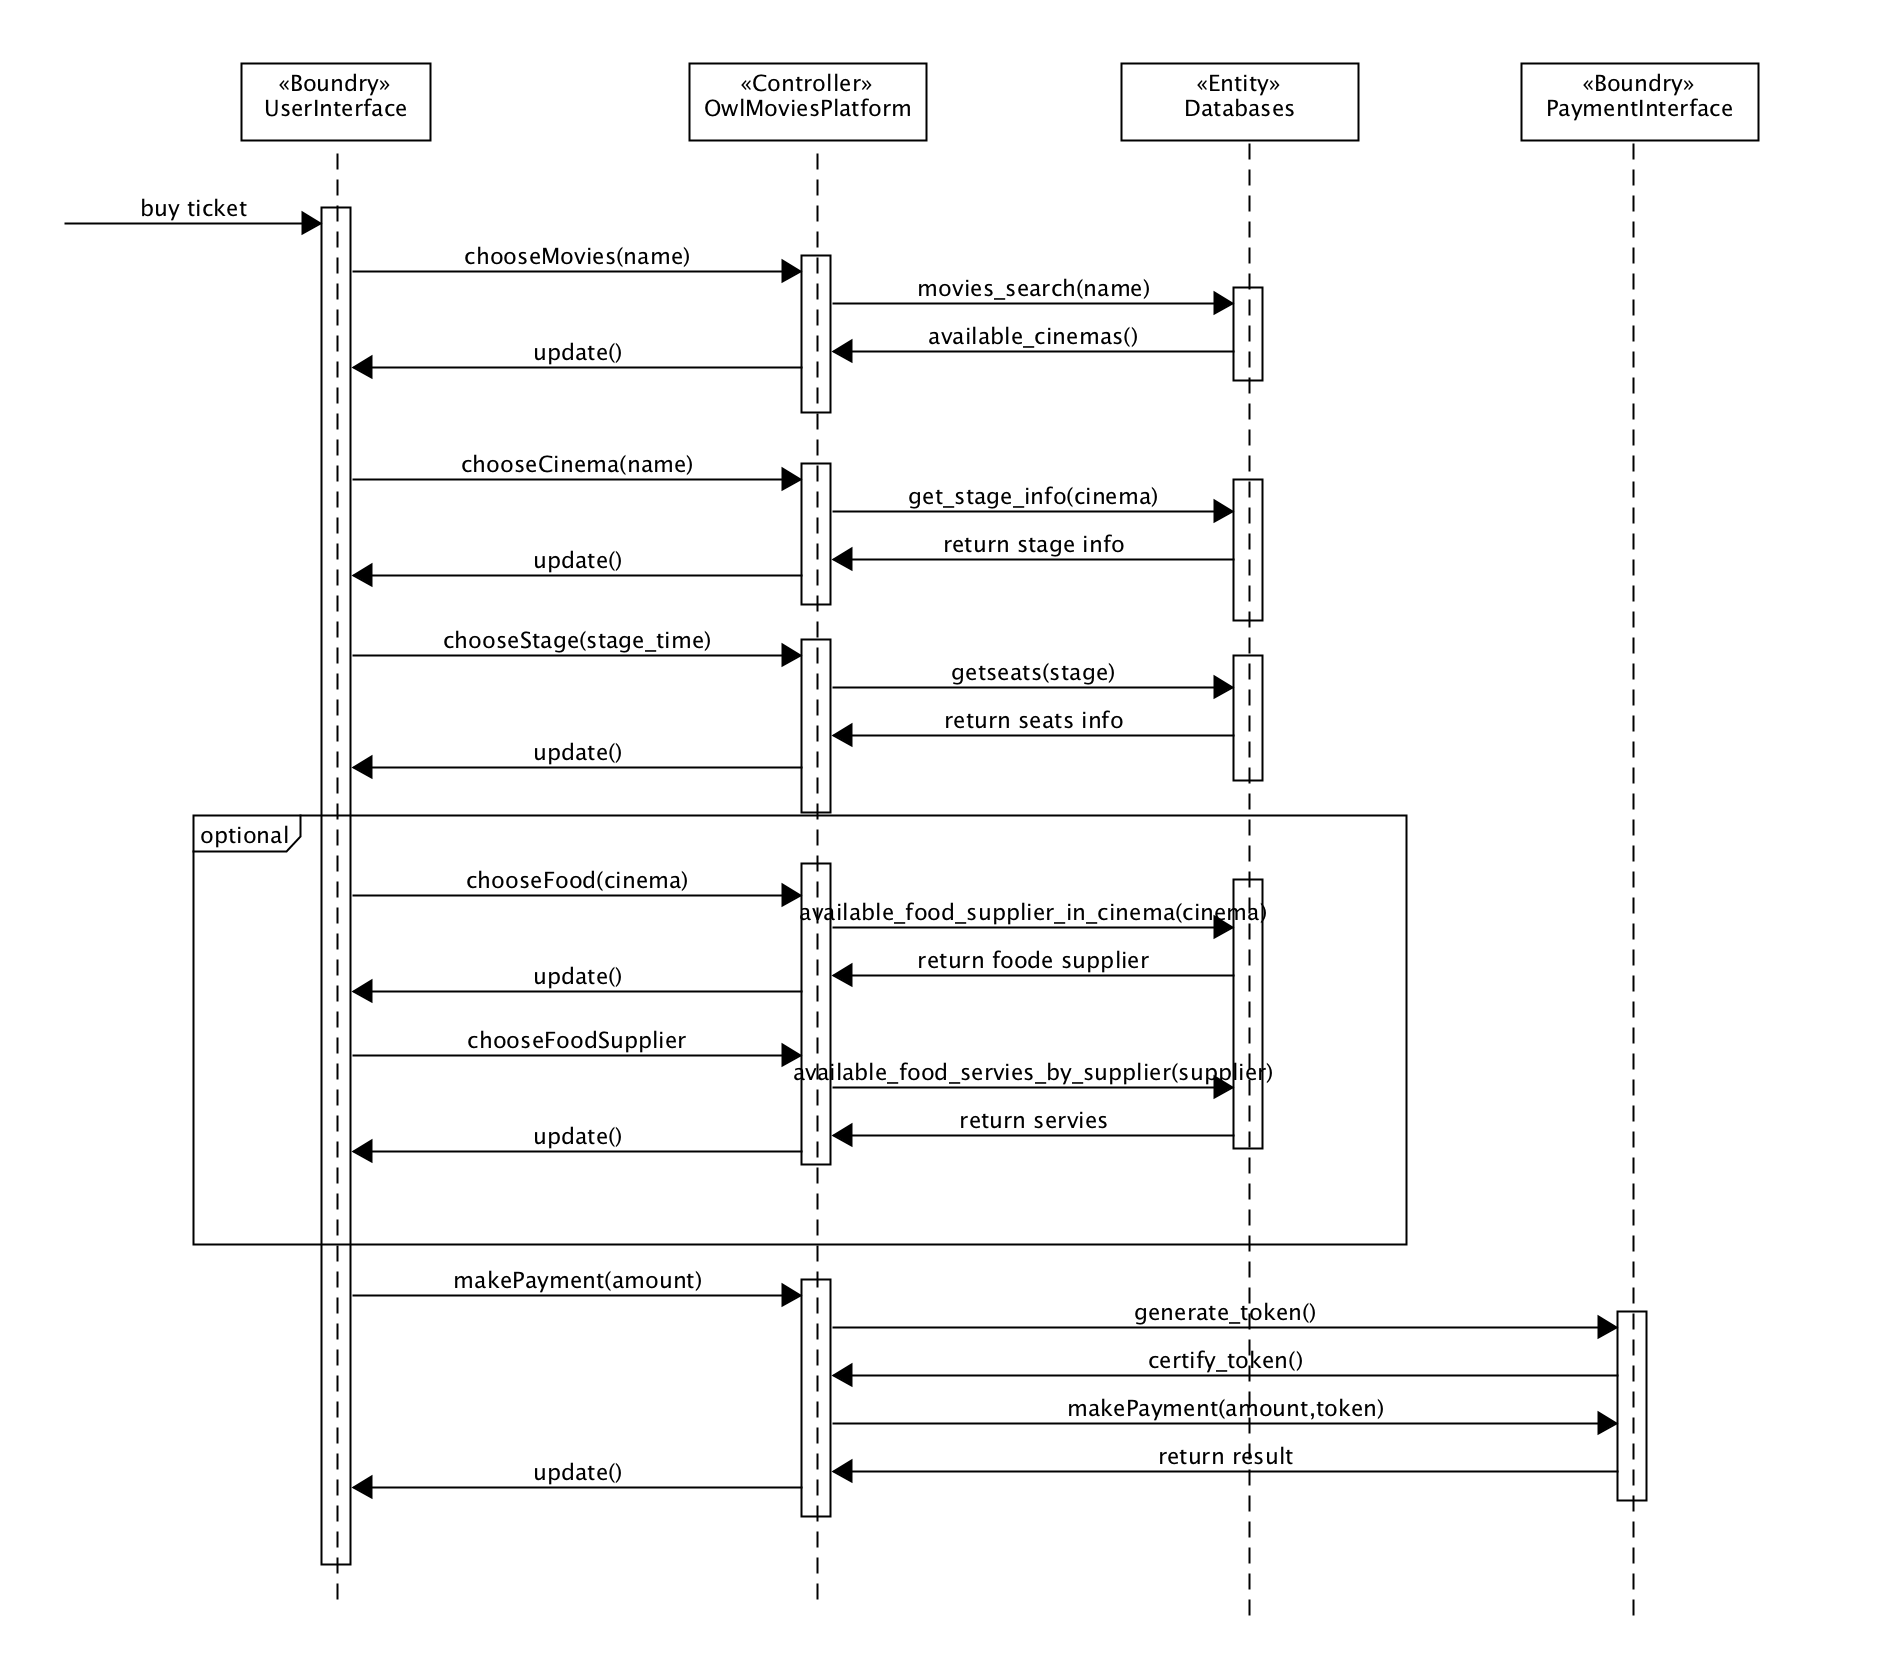 «Boundry»
UserInterface
«Controller»
OwlMoviesPlatform
«Entity»
Databases
«Boundry»
PaymentInterface
buy ticket
chooseMovies(name)
movies_search(name)
available_cinemas()
update()
chooseCinema(name)
get_stage_info(cinema)
return stage info
update()
chooseStage(stage_time)
getseats(stage)
return seats info
update()
optional
chooseFood(cinema)
available_food_supplier_in_cinema(cinema)
return foode supplier
update()
chooseFoodSupplier
available_food_servies_by_supplier(supplier)
return servies
update()
makePayment(amount)
generate_token()
certify_token()
makePayment(amount,token)
return result
update()